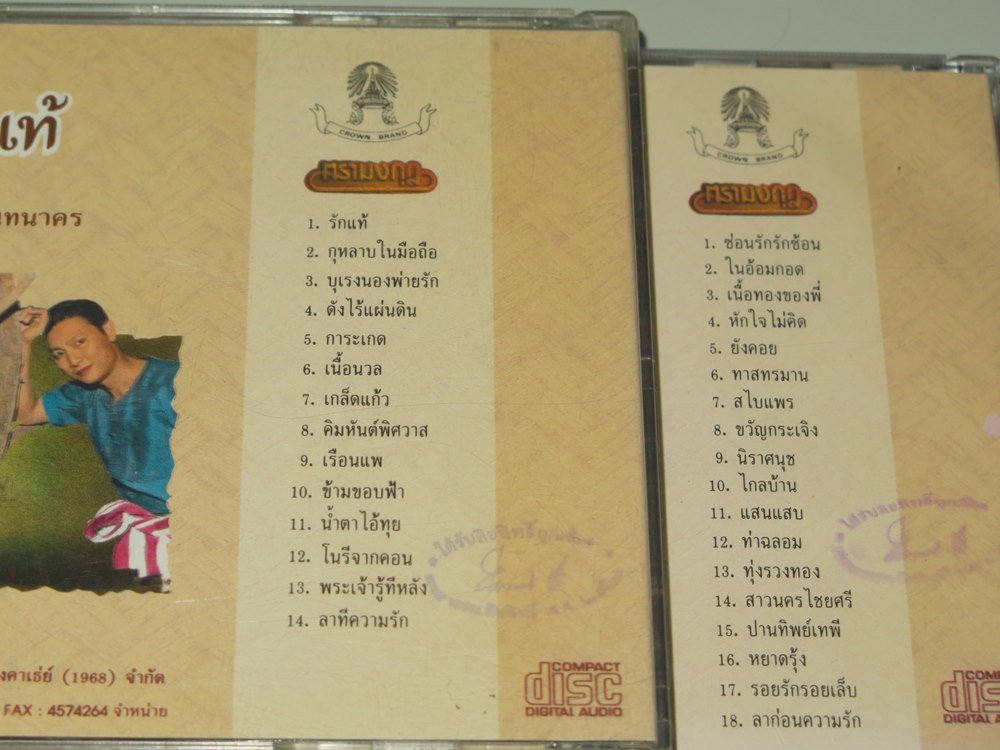 แท้
นทนาคร
CROWN BRAND
ตรามงกุฎ
1. รักแท้
2. กุหลาบในมือถือ
3. บุเรงนองพ่ายรัก
4. ดังไร้แผ่นดิน
5. การะเกด
6. เนื้อนวล
7. เกล็ดแก้ว
8. คิมหันต์พิศวาส
9. เรือนแพ
10. ข้ามขอบฟ้า
11. น้ำตาไอ้ทุย
12. โนรีจากคอน
13. พระเจ้ารู้ทีหลัง
14. ลาทีความรัก
งคาเธ่ย์ (1968) จำกัด
FAX : 4574264 จำหน่าย
COMPACT
disc
DIGITAL AUDIO
CROWN BRAND
ตรามงกุฎ
1. ซ่อนรักรักซ้อน
2. ในอ้อมกอด
3. เนื้อทองของพี่
4. หักใจไม่คิด
5. ยังคอย
6. ทาสทรมาน
7. สไบแพร
8. ขวัญกระเจิง
9. นิราศนุช
10. ไกลบ้าน
11. แสนแสบ
12. ท่าฉลอม
13. ทุ่งรวงทอง
14. สาวนครไชยศรี
15. ปานทิพย์เทพี
16. หยาดรุ้ง
17. รอยรักรอยเล็บ
18. ลาก่อนความรัก
disc